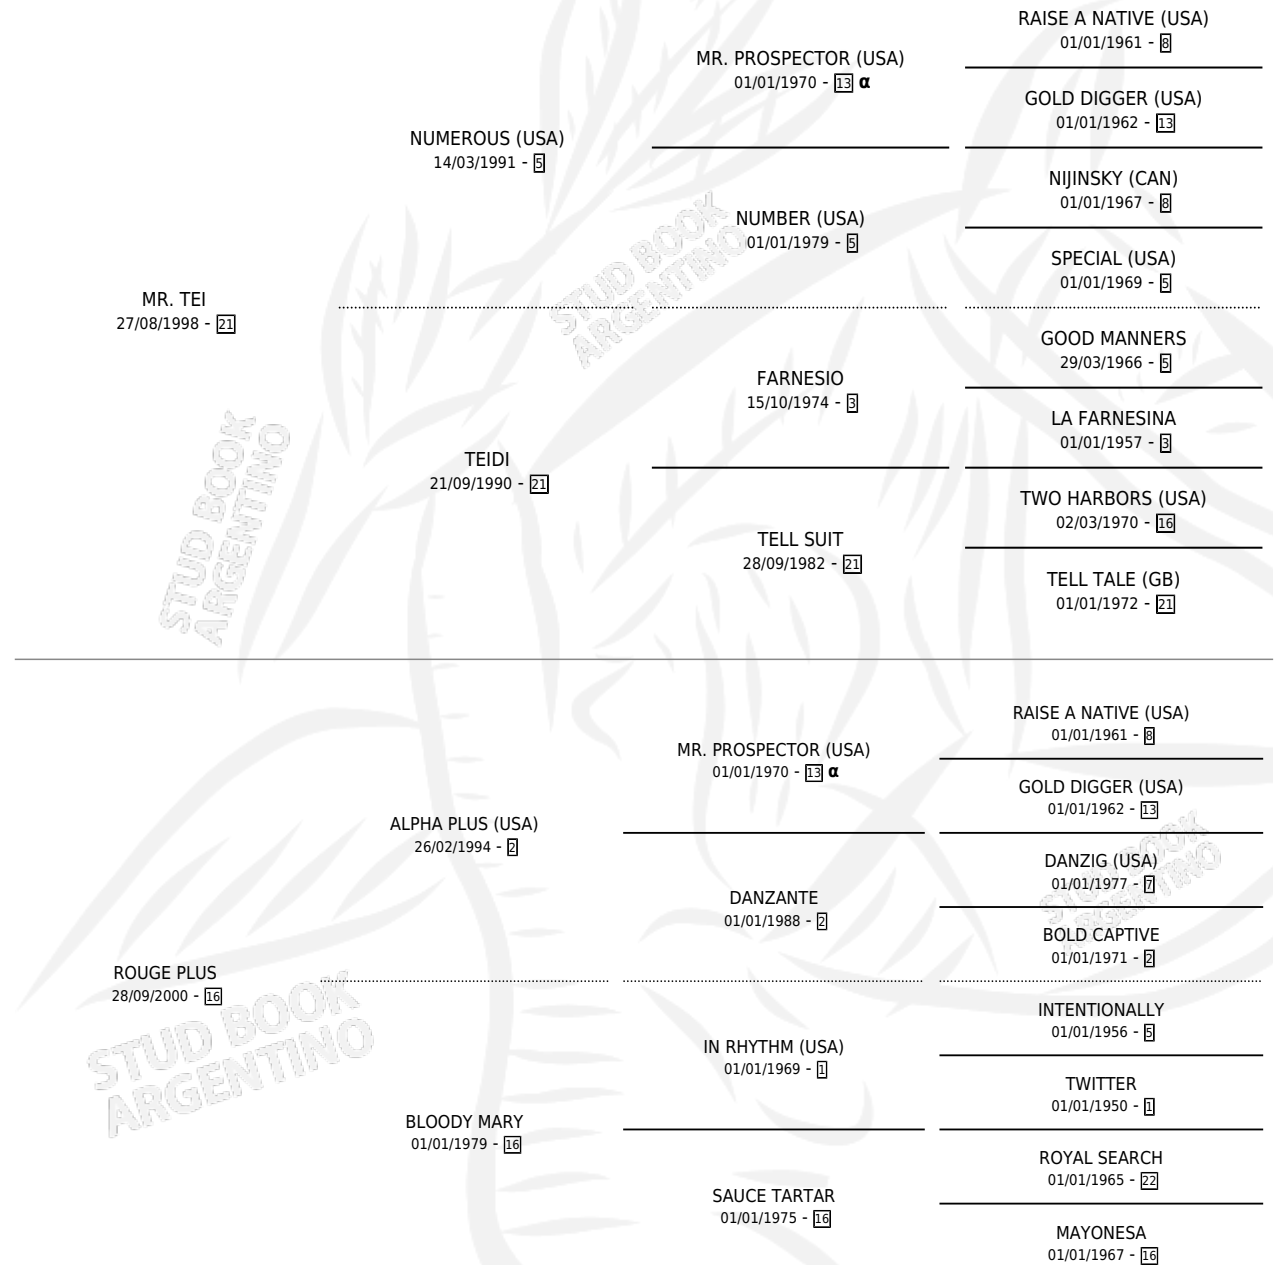 RAISE A NATIVE (USA)
01/01/1961 - 8
MR. PROSPECTOR (USA)
01/01/1970 - 13 α
GOLD DIGGER (USA)
01/01/1962 - 13
NUMEROUS (USA)
14/03/1991 - 5
NIJINSKY (CAN)
01/01/1967 - 8
NUMBER (USA)
01/01/1979 - 5
SPECIAL (USA)
01/01/1969 - 5
MR. TEI
27/08/1998 - 21
GOOD MANNERS
29/03/1966 - 5
FARNESIO
15/10/1974 - 3
LA FARNESINA
01/01/1957 - 3
TEIDI
21/09/1990 - 21
TWO HARBORS (USA)
02/03/1970 - 16
TELL SUIT
28/09/1982 - 21
TELL TALE (GB)
01/01/1972 - 21
STUD BOOK
ARGENTINO
STUD BOOK
ARGENTINO
RAISE A NATIVE (USA)
01/01/1961 - 8
MR. PROSPECTOR (USA)
01/01/1970 - 13 α
GOLD DIGGER (USA)
01/01/1962 - 13
ALPHA PLUS (USA)
26/02/1994 - 2
DANZIG (USA)
01/01/1977 - 7
DANZANTE
01/01/1988 - 2
BOLD CAPTIVE
01/01/1971 - 2
ROUGE PLUS
28/09/2000 - 16
INTENTIONALLY
01/01/1956 - 5
IN RHYTHM (USA)
01/01/1969 - 1
TWITTER
01/01/1950 - 1
BLOODY MARY
01/01/1979 - 16
ROYAL SEARCH
01/01/1965 - 22
SAUCE TARTAR
01/01/1975 - 16
MAYONESA
01/01/1967 - 16
STUD BOOK
ARGENTINO
STUD BOOK
ARGENTINO